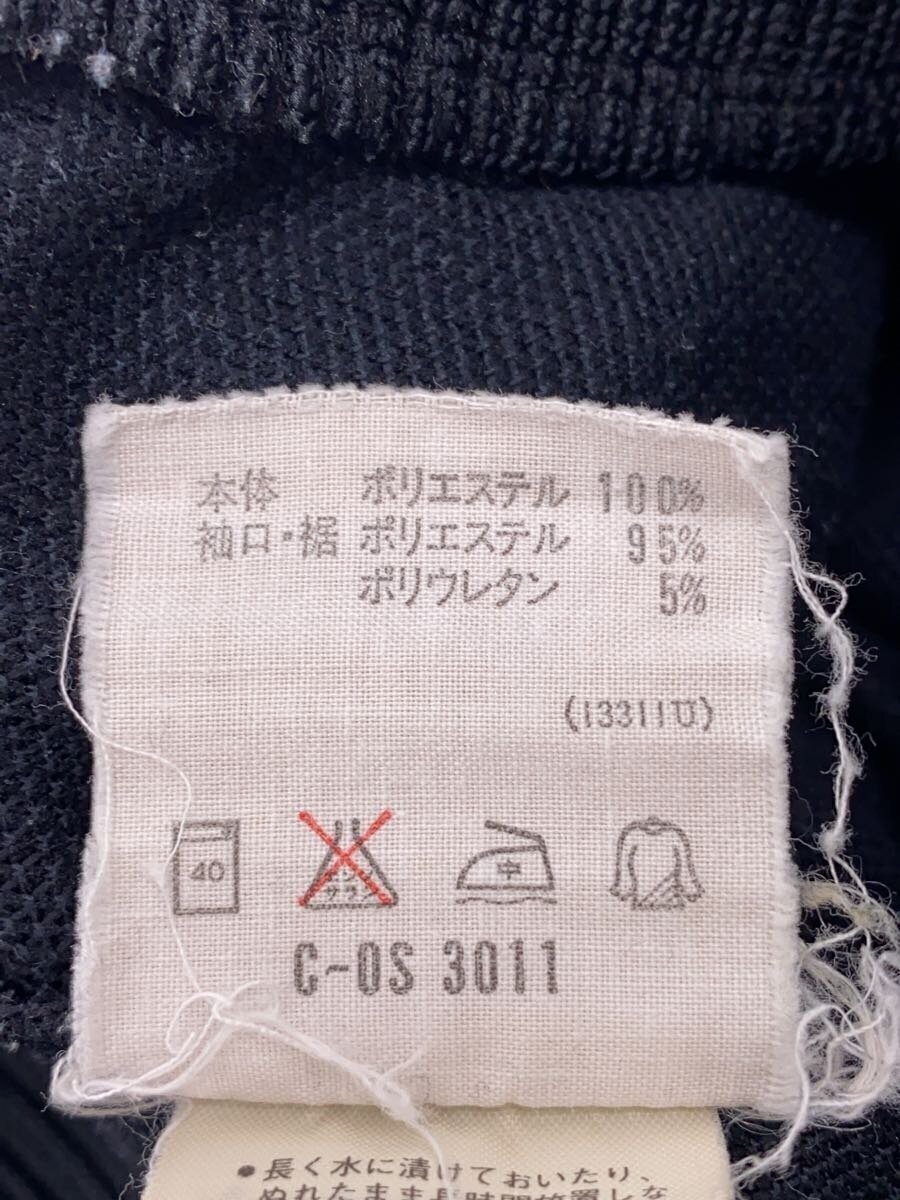 本体 ポリエステル 100%
袖口・裾 ポリエステル 95%
ポリウレタン 5%
(13311U)
40
中
C-OS 3011
•長く水に漬けておいたり、
ぬれたまま長時間放置しな